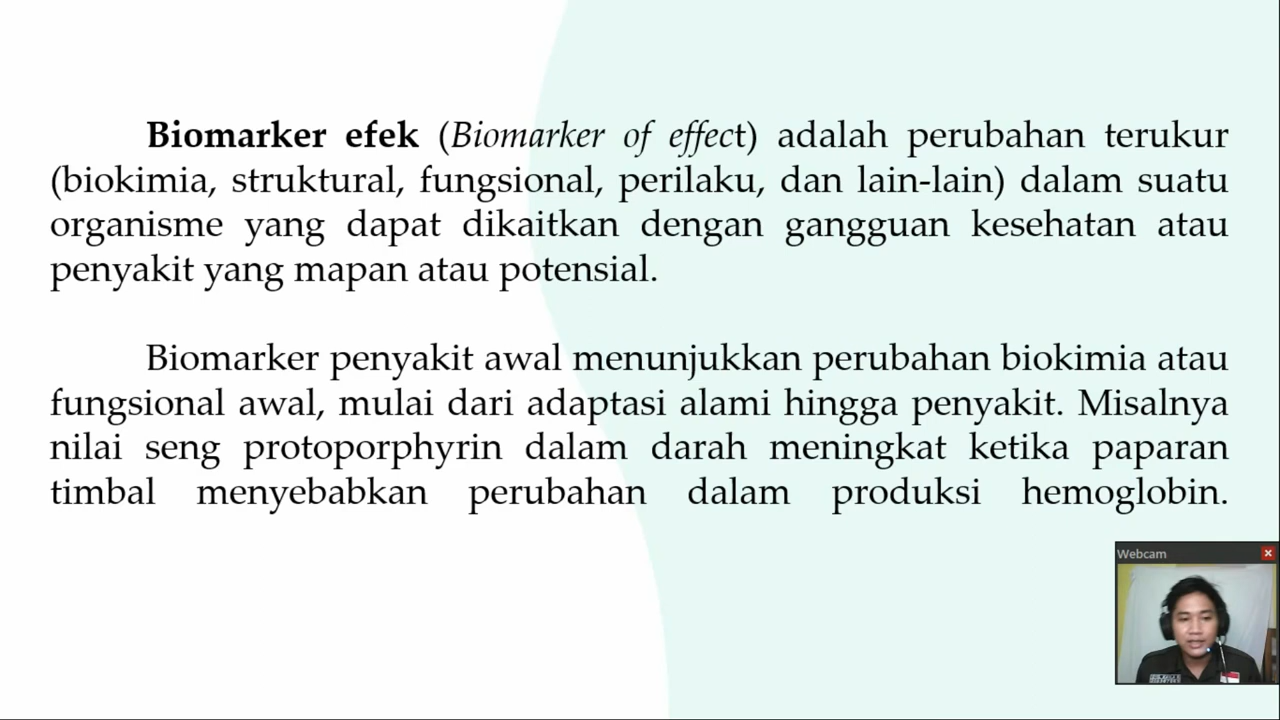 Biomarker efek (Biomarker of effect) adalah perubahan terukur
(biokimia, struktural, fungsional, perilaku, dan lain-lain) dalam suatu
organisme yang dapat dikaitkan dengan gangguan kesehatan atau
penyakit yang mapan atau potensial.
Biomarker penyakit awal menunjukkan perubahan biokimia atau
fungsional awal, mulai dari adaptasi alami hingga penyakit. Misalnya
nilai seng protoporphyrin dalam darah meningkat ketika paparan
timbal menyebabkan perubahan dalam produksi hemoglobin.
Webcam